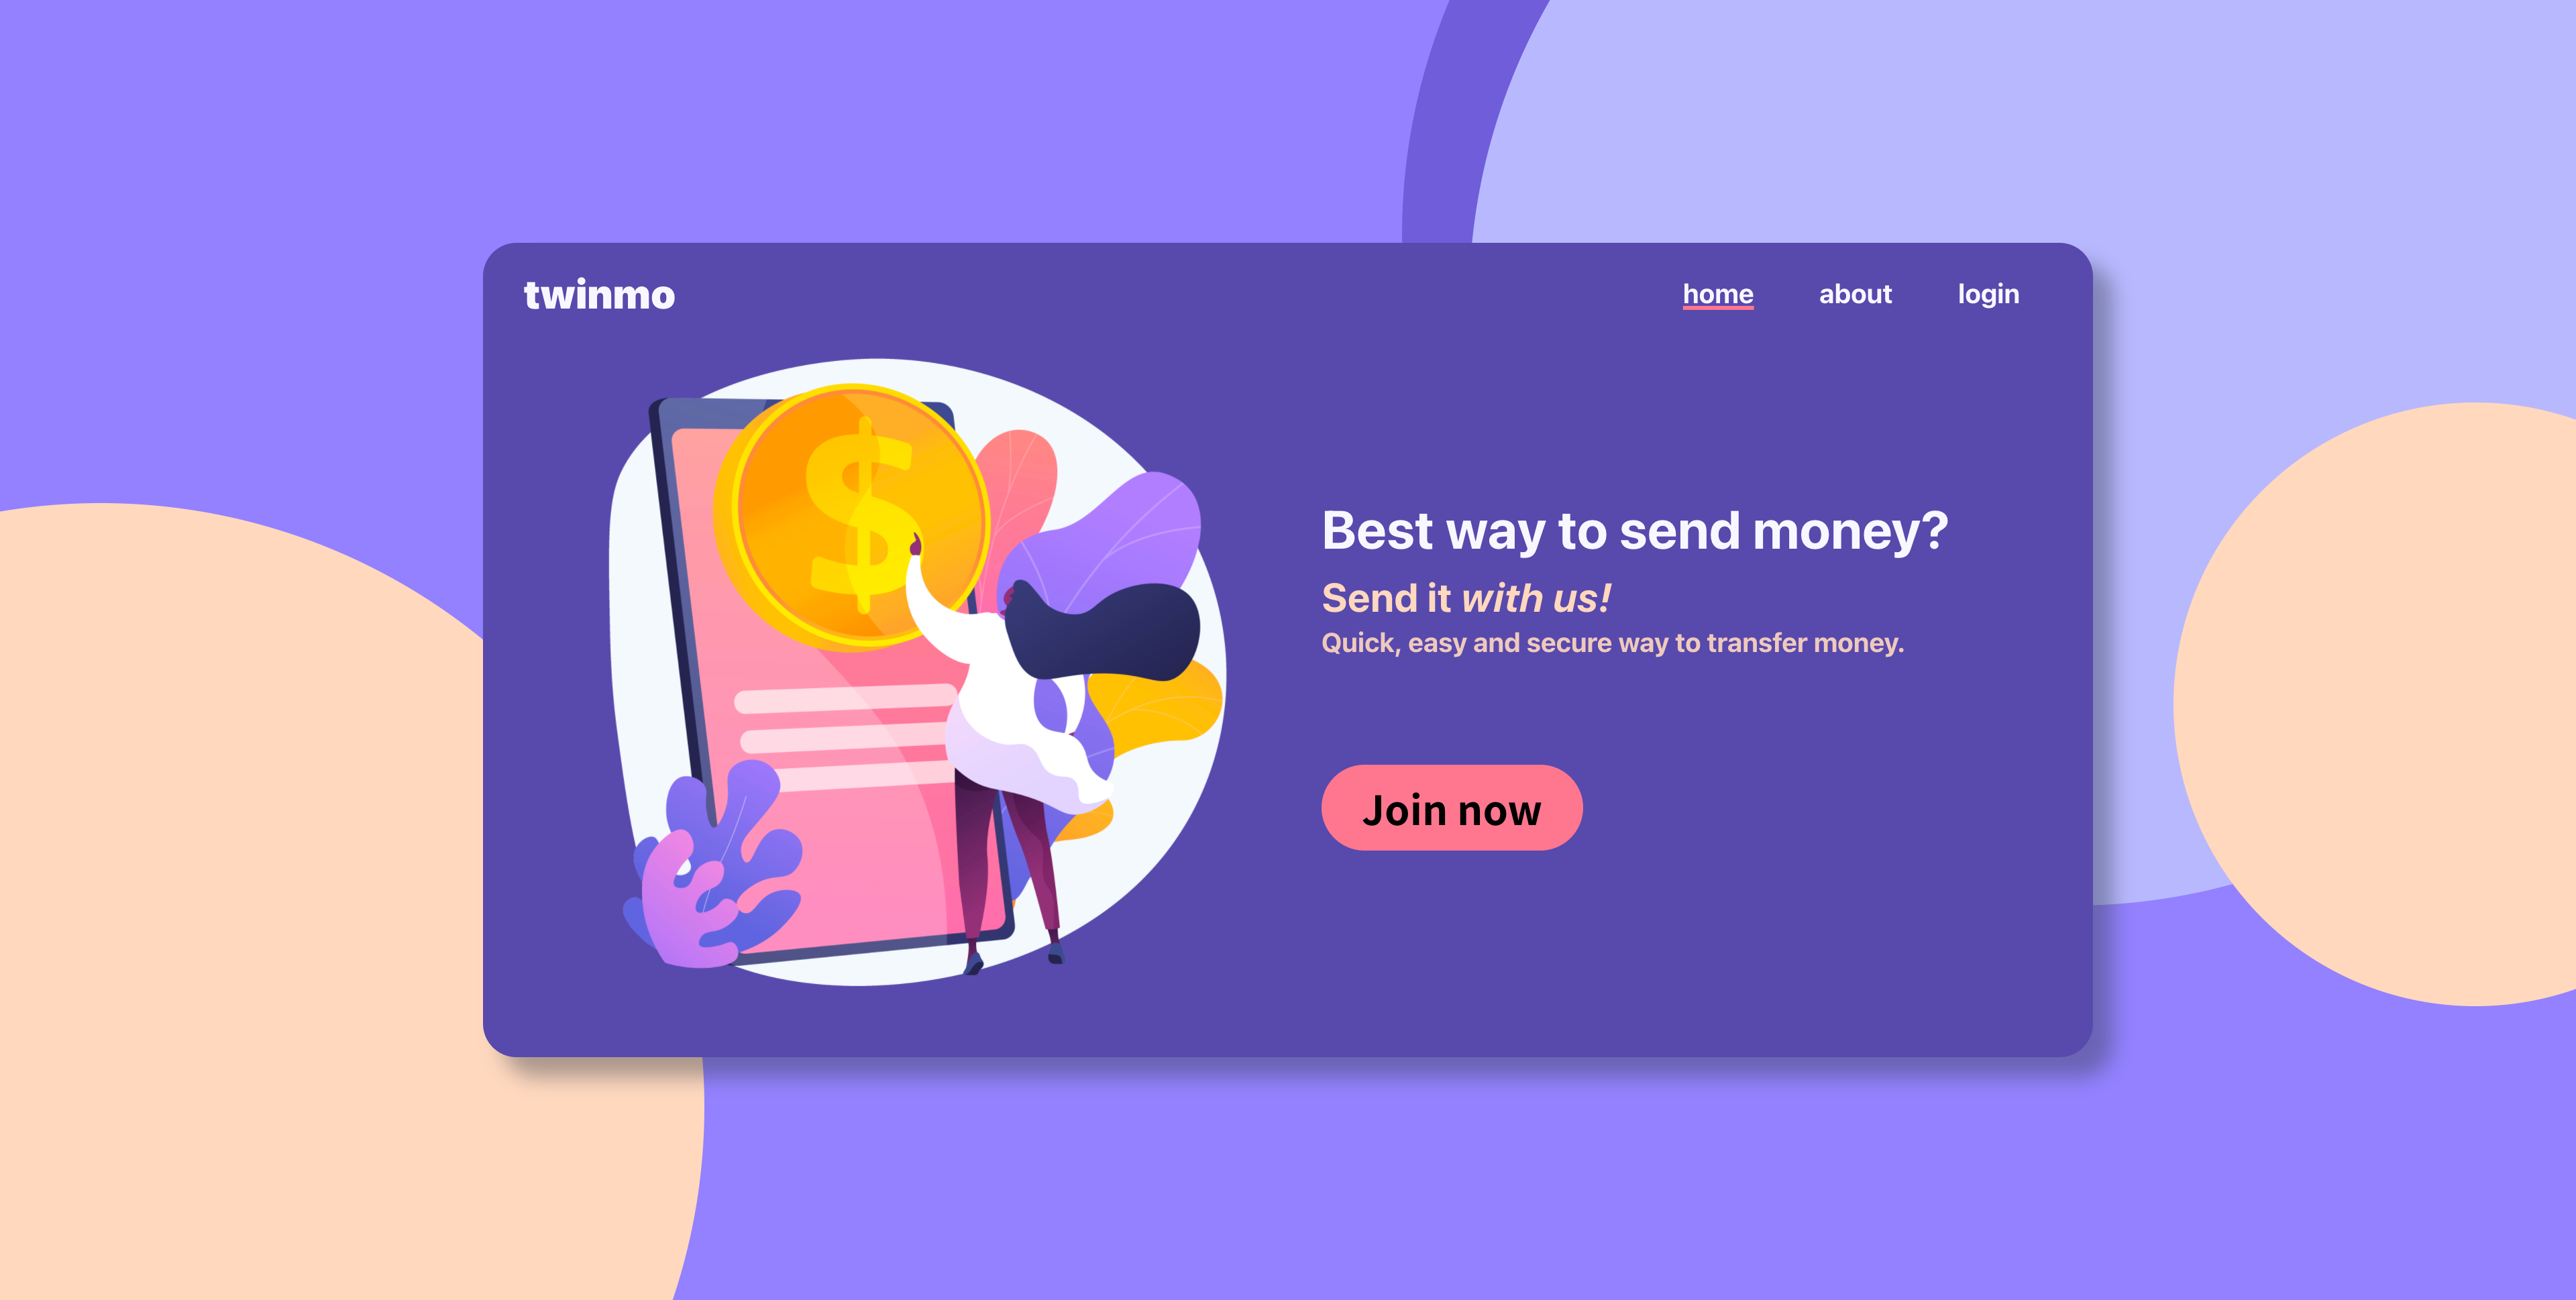 twinmo
home about login
$
Best way to send money?
Send it with us!
Quick, easy and secure way to transfer money.
Join now